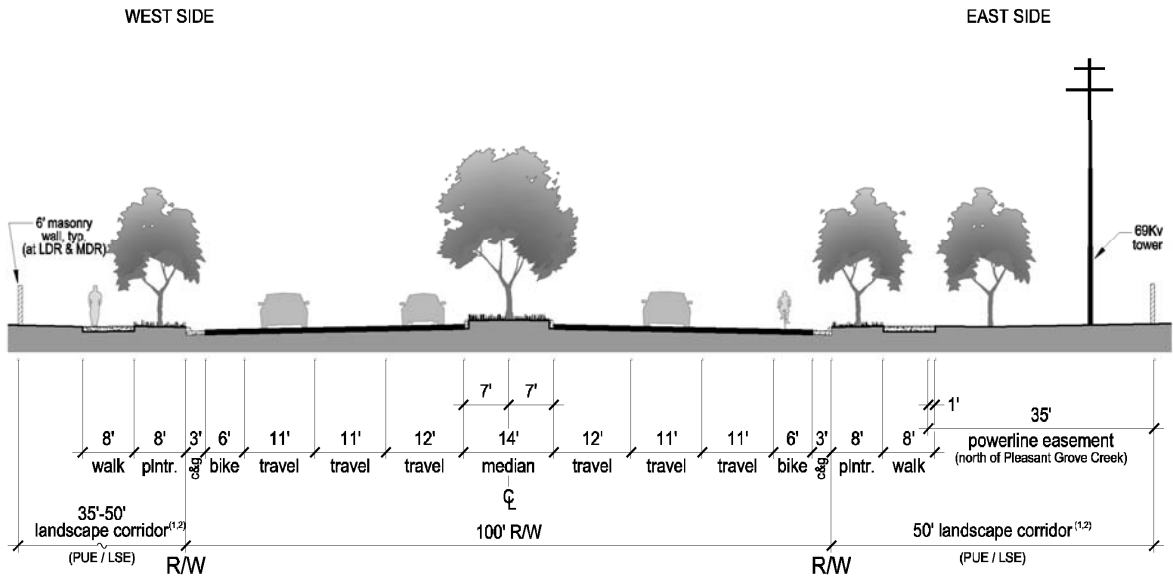 WEST SIDE
EAST SIDE
6' masonry
wall, typ.
(at LDR & MDR)
69Kv
tower
7' 7'
1'
35'
powerline easement
(north of Pleasant Grove Creek)
8' 8' 3' 6' 11' 11' 12' 14' 12' 11' 11' 6' 3' 8' 8'
walk plntr. c&g bike travel travel travel median travel travel travel bike c&g plntr. walk
CL
35'-50'
landscape corridor(1,2)
(PUE / LSE)
100' R/W
50' landscape corridor (1,2)
(PUE / LSE)
R/W
R/W